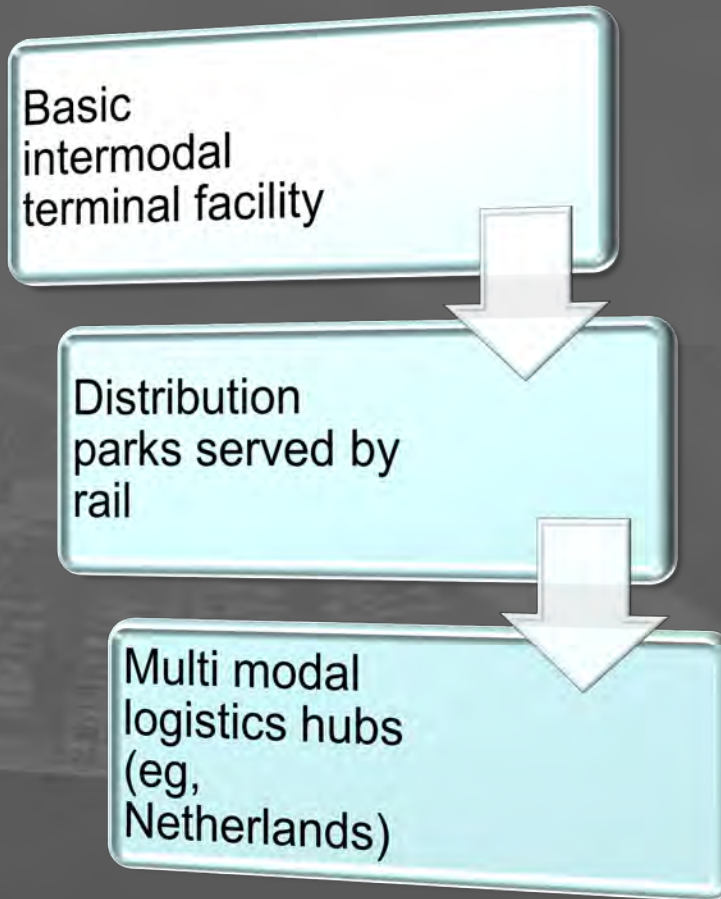 Basic
intermodal
terminal facility
Distribution
parks served by
rail
Multi modal
logistics hubs
(eg,
Netherlands)